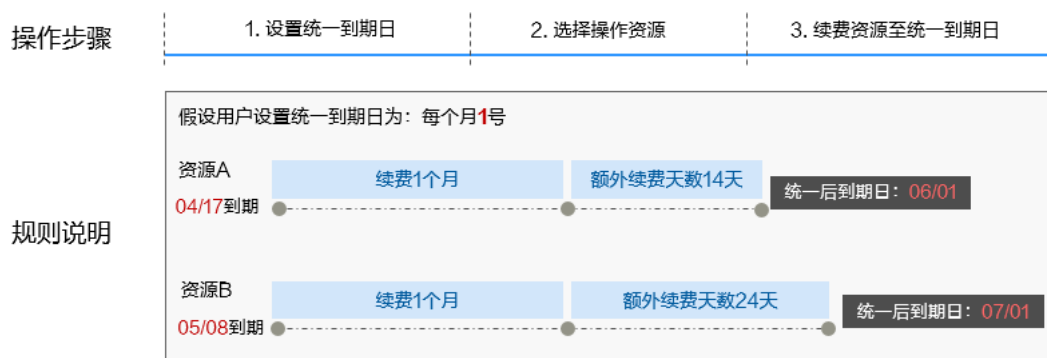 操作步骤
1. 设置统一到期日
2. 选择操作资源
3. 续费资源至统一到期日
规则说明
假设用户设置统一到期日为：每个月1号
资源A
04/17到期
续费1个月
额外续费天数14天
统一后到期日：06/01
资源B
05/08到期
续费1个月
额外续费天数24天
统一后到期日：07/01